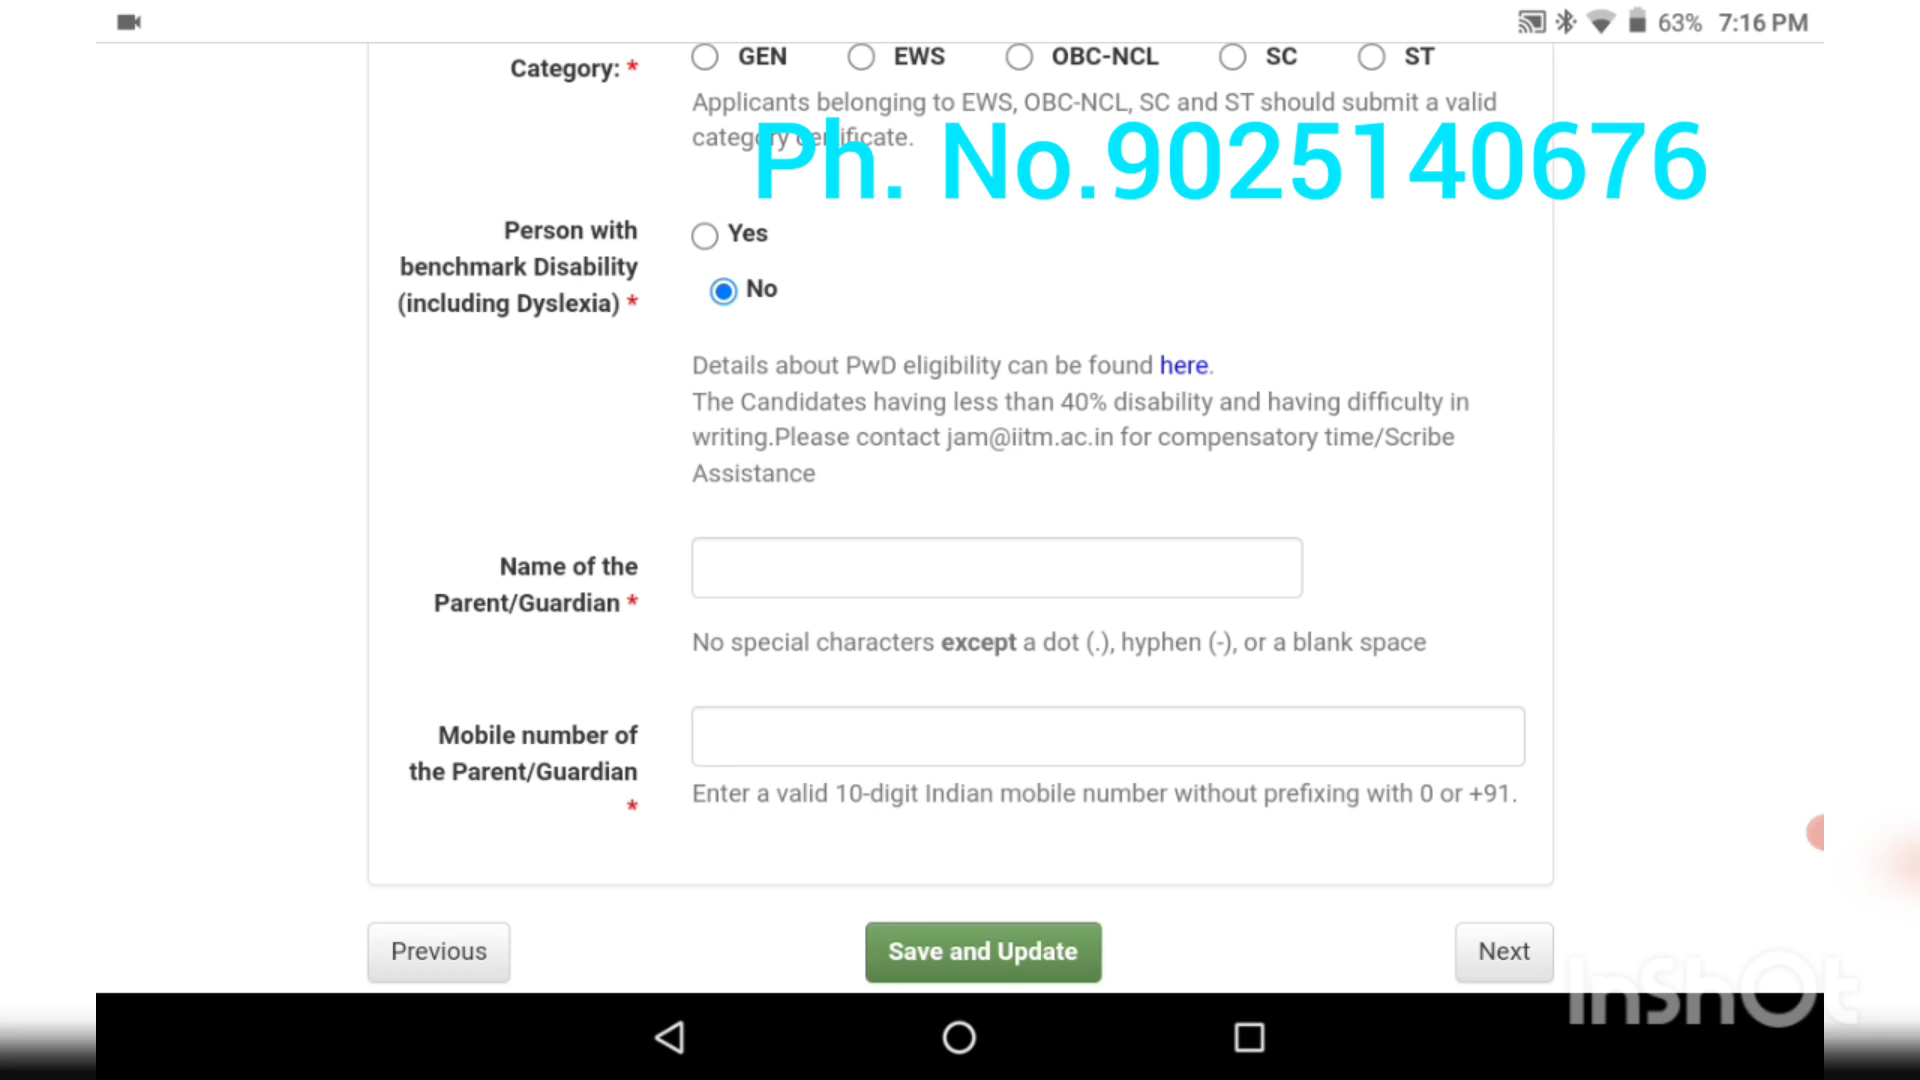 63% 7:16 PM
Category: * GEN EWS OBC-NCL SC ST
Applicants belonging to EWS, OBC-NCL, SC and ST should submit a valid
category certificate.
Ph. No.9025140676
Person with
benchmark Disability
(including Dyslexia) *
Yes
No
Details about PwD eligibility can be found here.
The Candidates having less than 40% disability and having difficulty in
writing.Please contact jam@iitm.ac.in for compensatory time/Scribe
Assistance
Name of the
Parent/Guardian *
No special characters except a dot (.), hyphen (-), or a blank space
Mobile number of
the Parent/Guardian
*
Enter a valid 10-digit Indian mobile number without prefixing with 0 or +91.
Previous Save and Update Next
InShOt